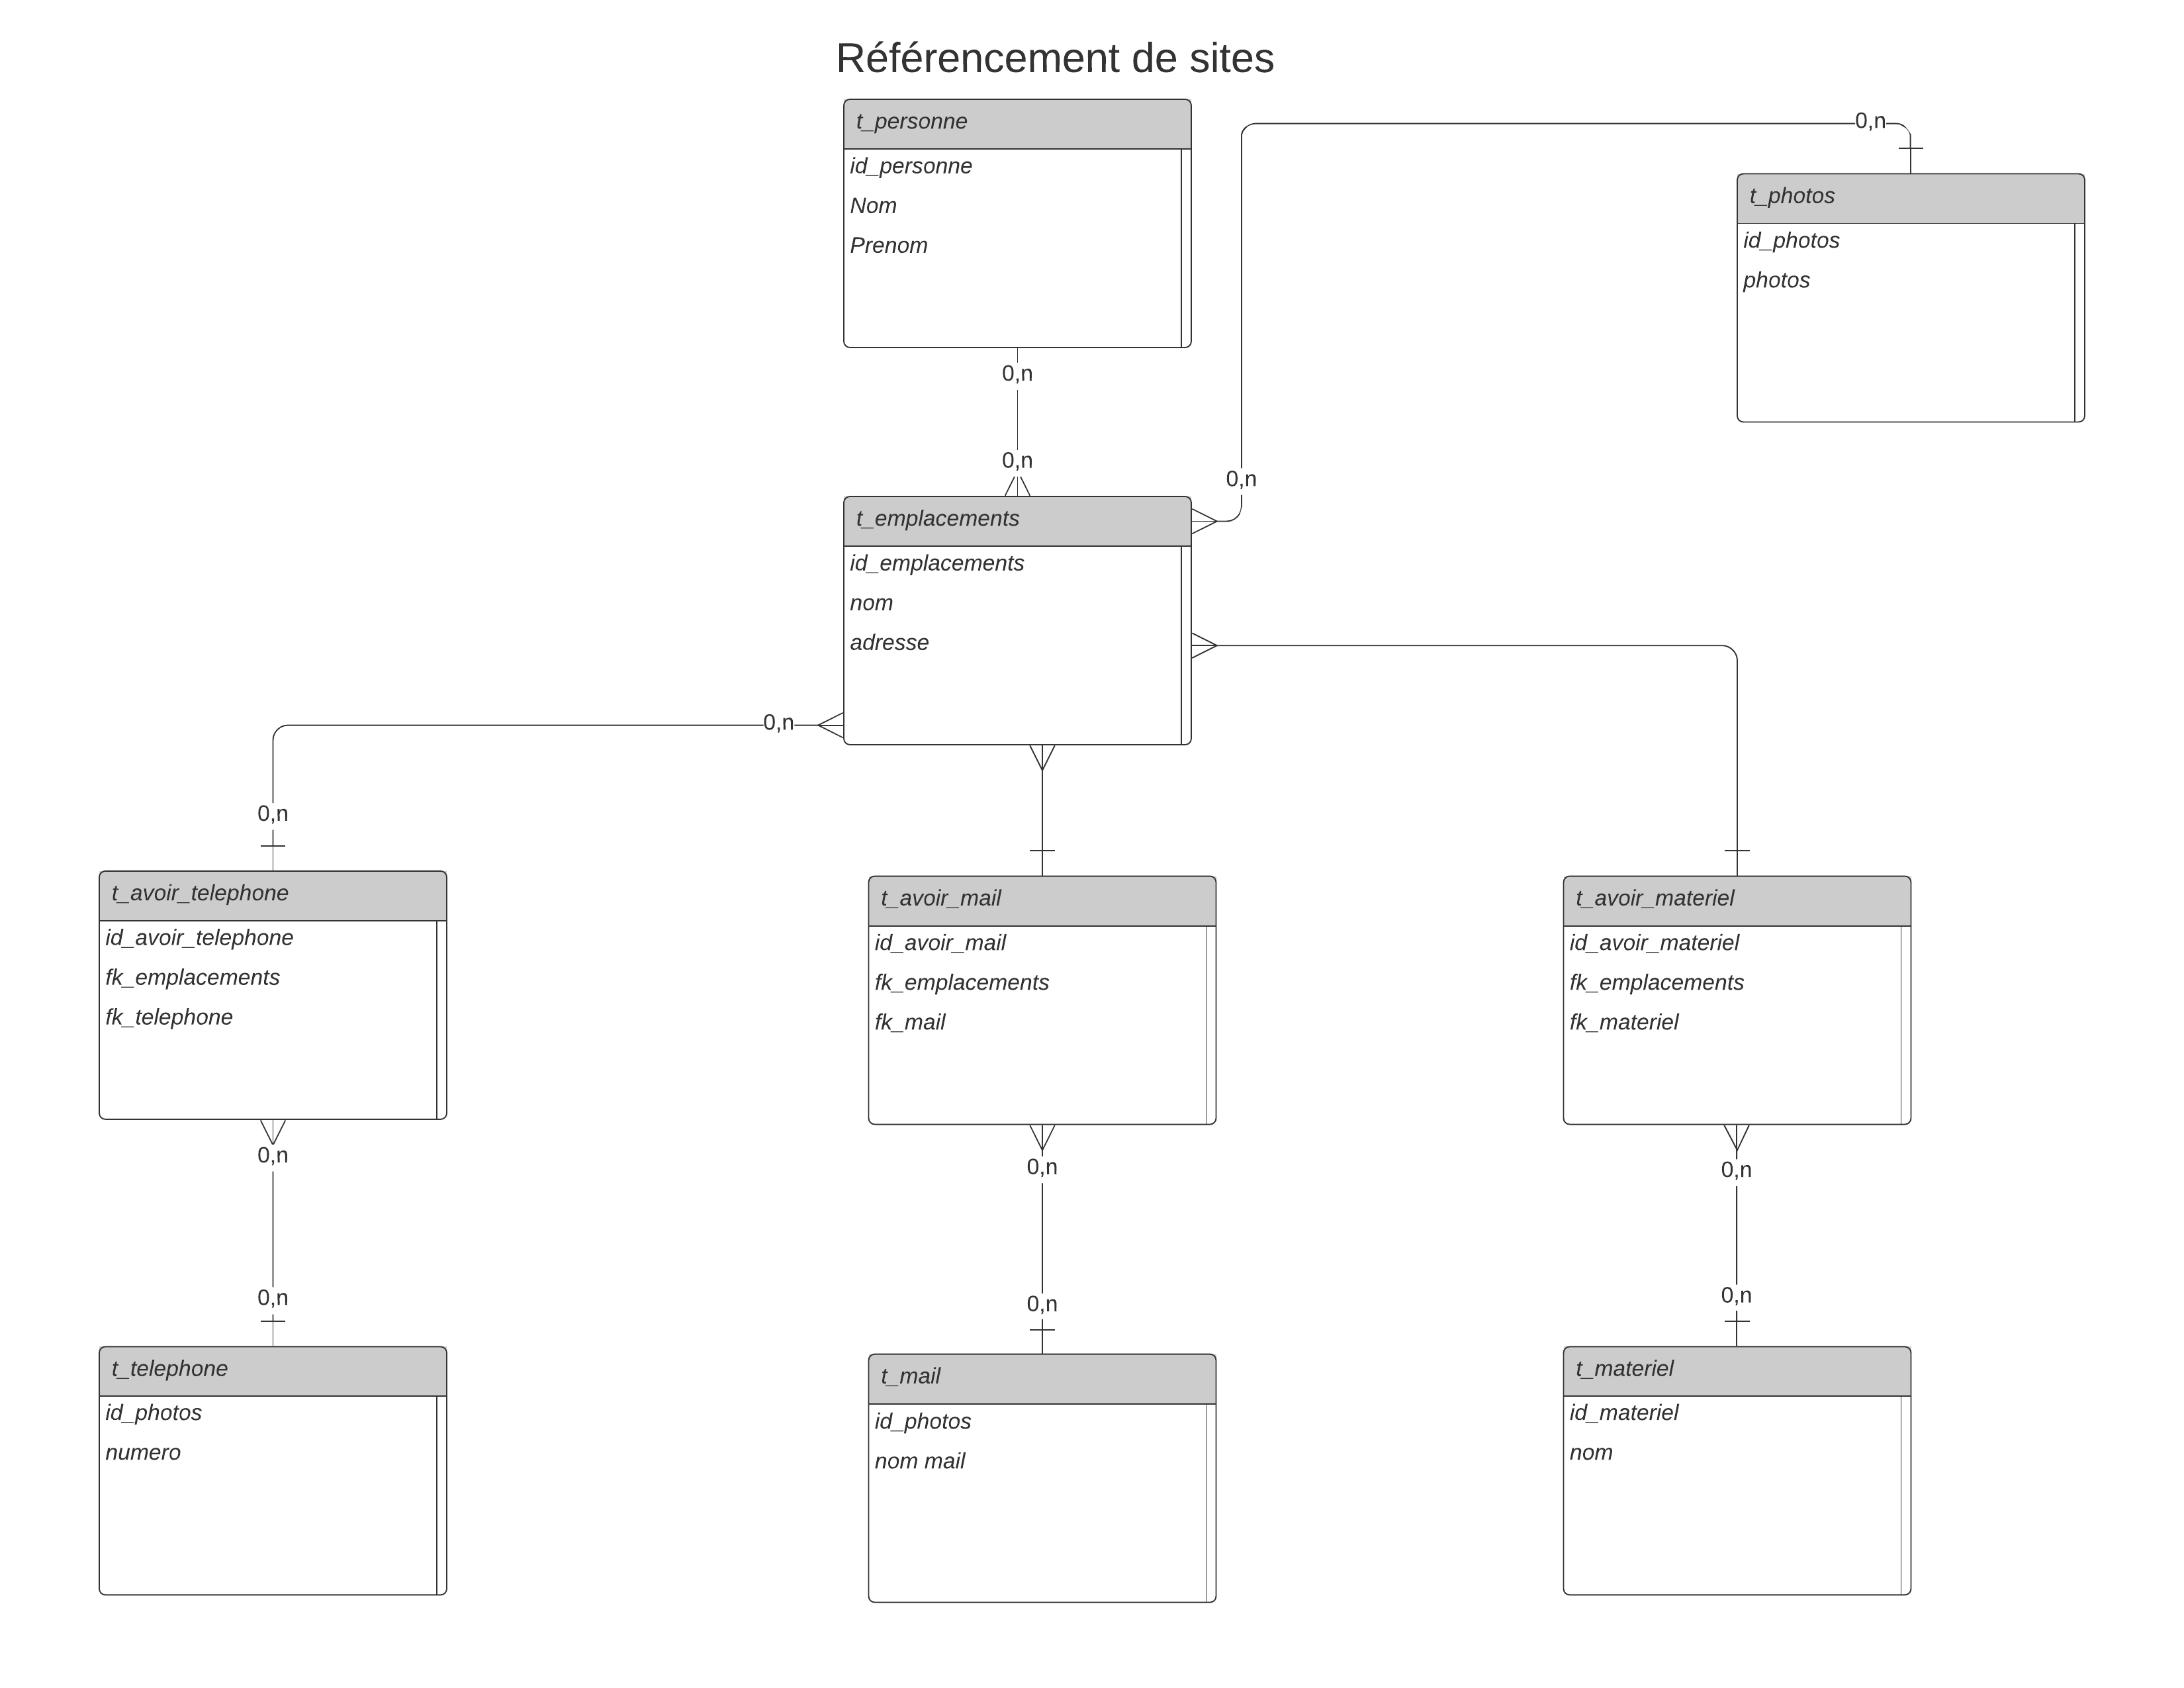 Référencement de sites
t_personne
id_personne
Nom
Prenom
0,n
t_photos
id_photos
photos
0,n
0,n
0,n
t_emplacements
id_emplacements
nom
adresse
0,n
0,n
t_avoir_telephone
id_avoir_telephone
fk_emplacements
fk_telephone
t_avoir_mail
id_avoir_mail
fk_emplacements
fk_mail
t_avoir_materiel
id_avoir_materiel
fk_emplacements
fk_materiel
0,n
0,n
0,n
0,n
0,n
0,n
t_telephone
id_photos
numero
t_mail
id_photos
nom mail
t_materiel
id_materiel
nom